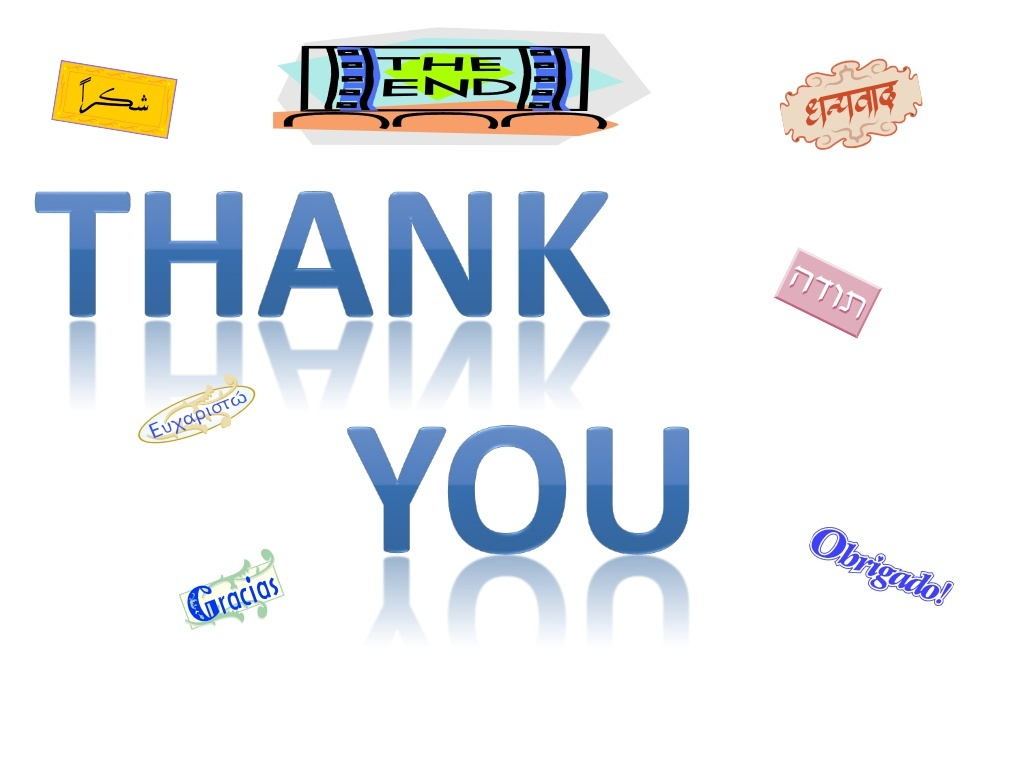 شكراً
THE
END
धन्यवाद
THANK
תודה
Ευχαριστώ
YOU
Obrigado!
Gracias